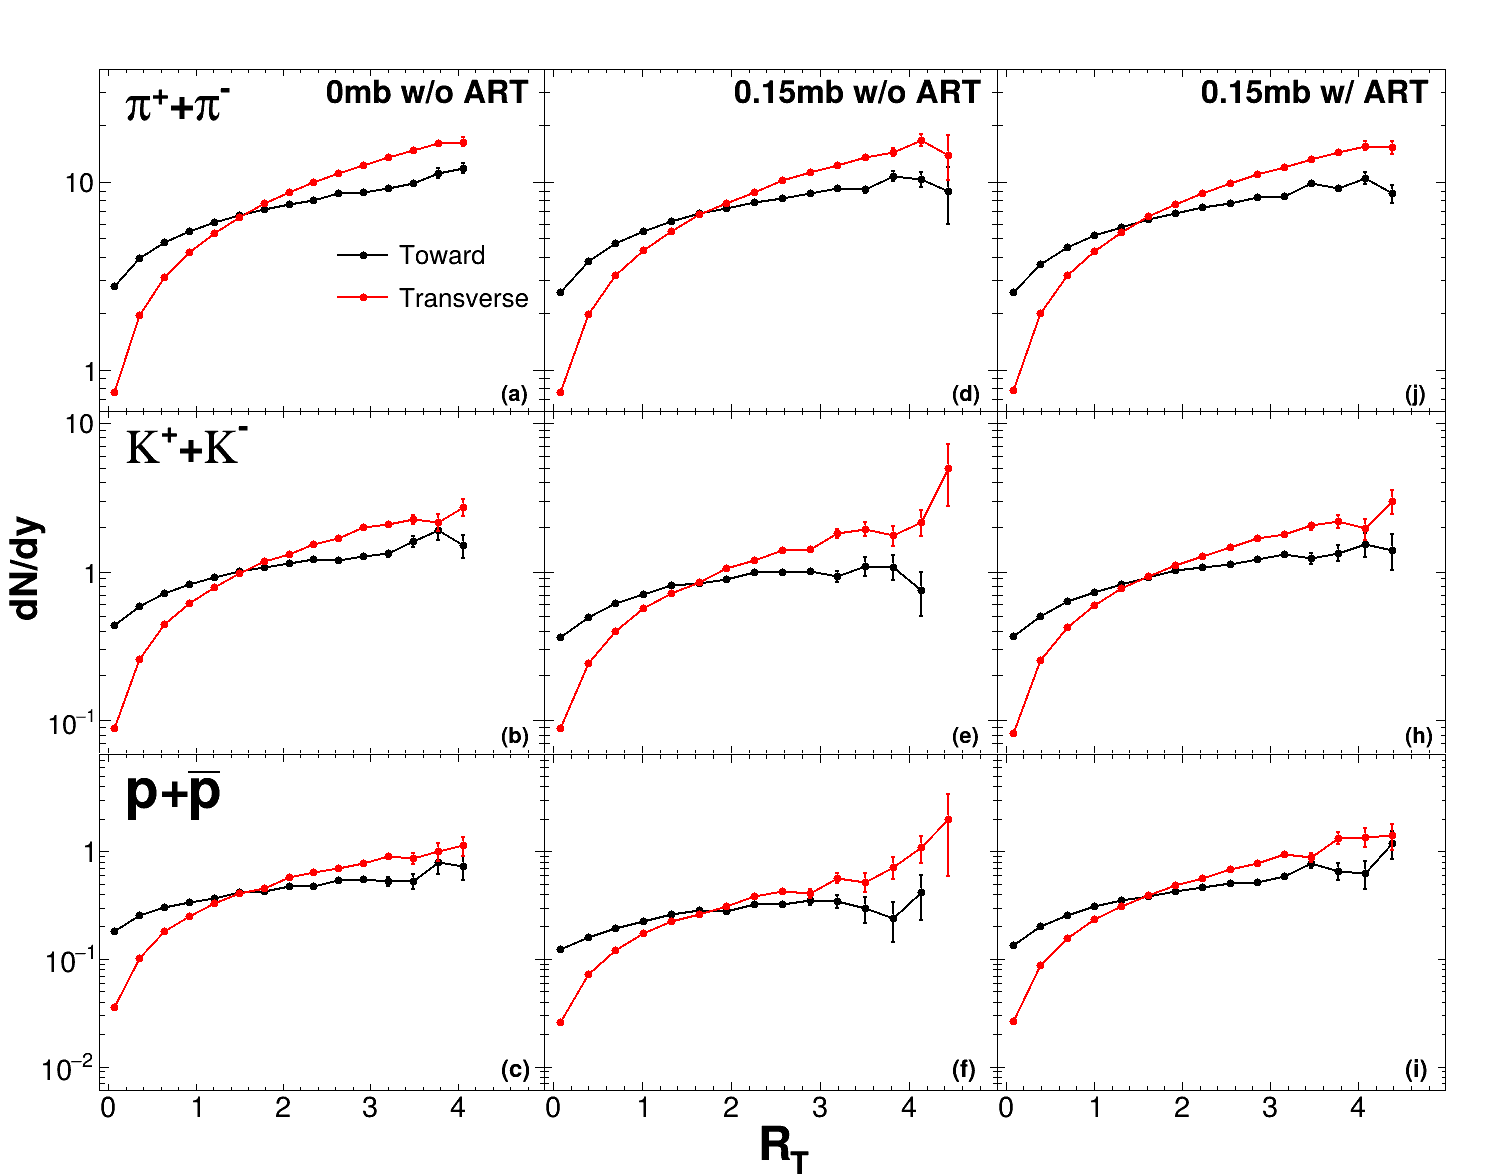 π⁺+π⁻ 0mb w/o ART 0.15mb w/o ART 0.15mb w/ ART
10
Toward
Transverse
1
(a) (d) (j)
10
K⁺+K⁻
1
10⁻¹
(b) (e) (h)
p+p̅
1
10⁻¹
10⁻²
(c) (f) (i)
0 1 2 3 4 0 1 2 3 4 0 1 2 3 4
dN/dy
R_T